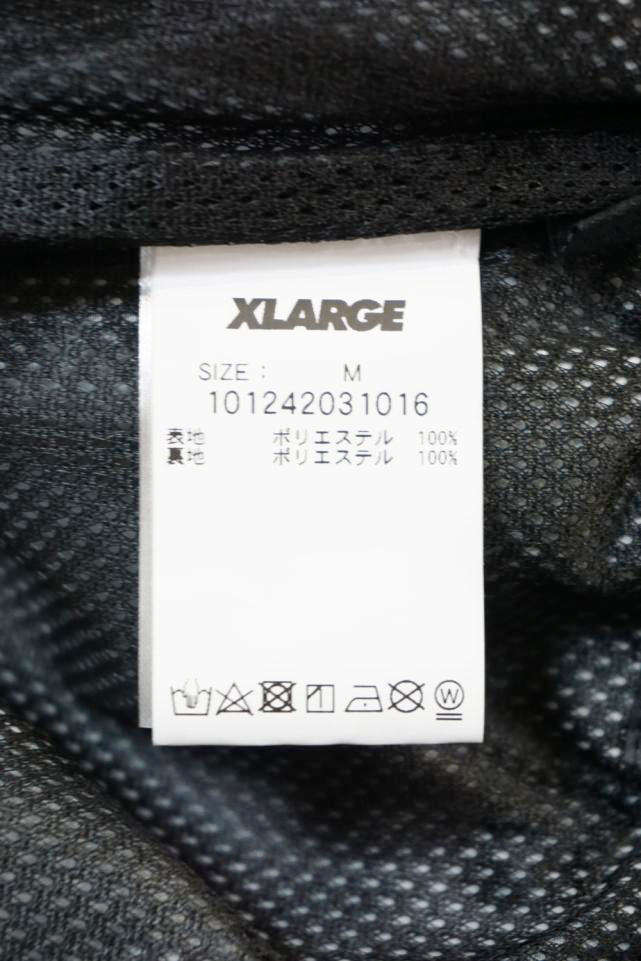 XLARGE
SIZE : M
101242031016
表地 ポリエステル 100%
裏地 ポリエステル 100%
W